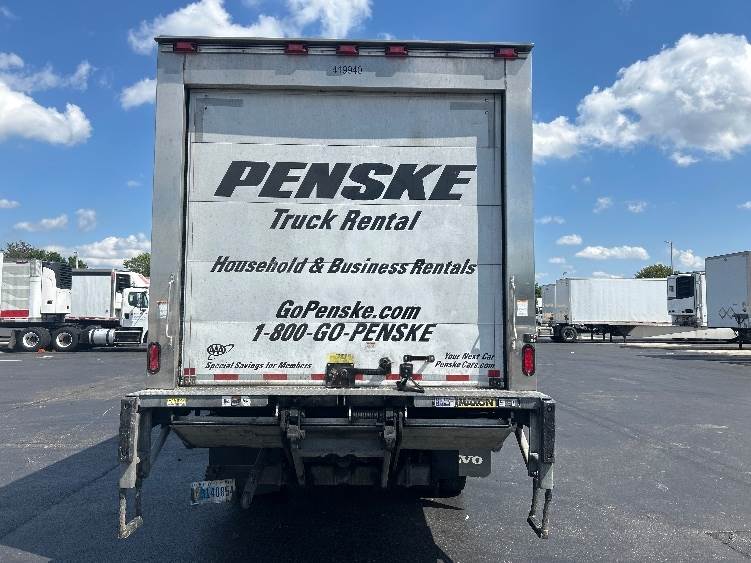 419940
PENSKE
Truck Rental
Household & Business Rentals
GoPenske.com
1-800-GO-PENSKE
AAA
Special Savings for Members
Your Next Car
PenskeCars.com
MAXON
VO